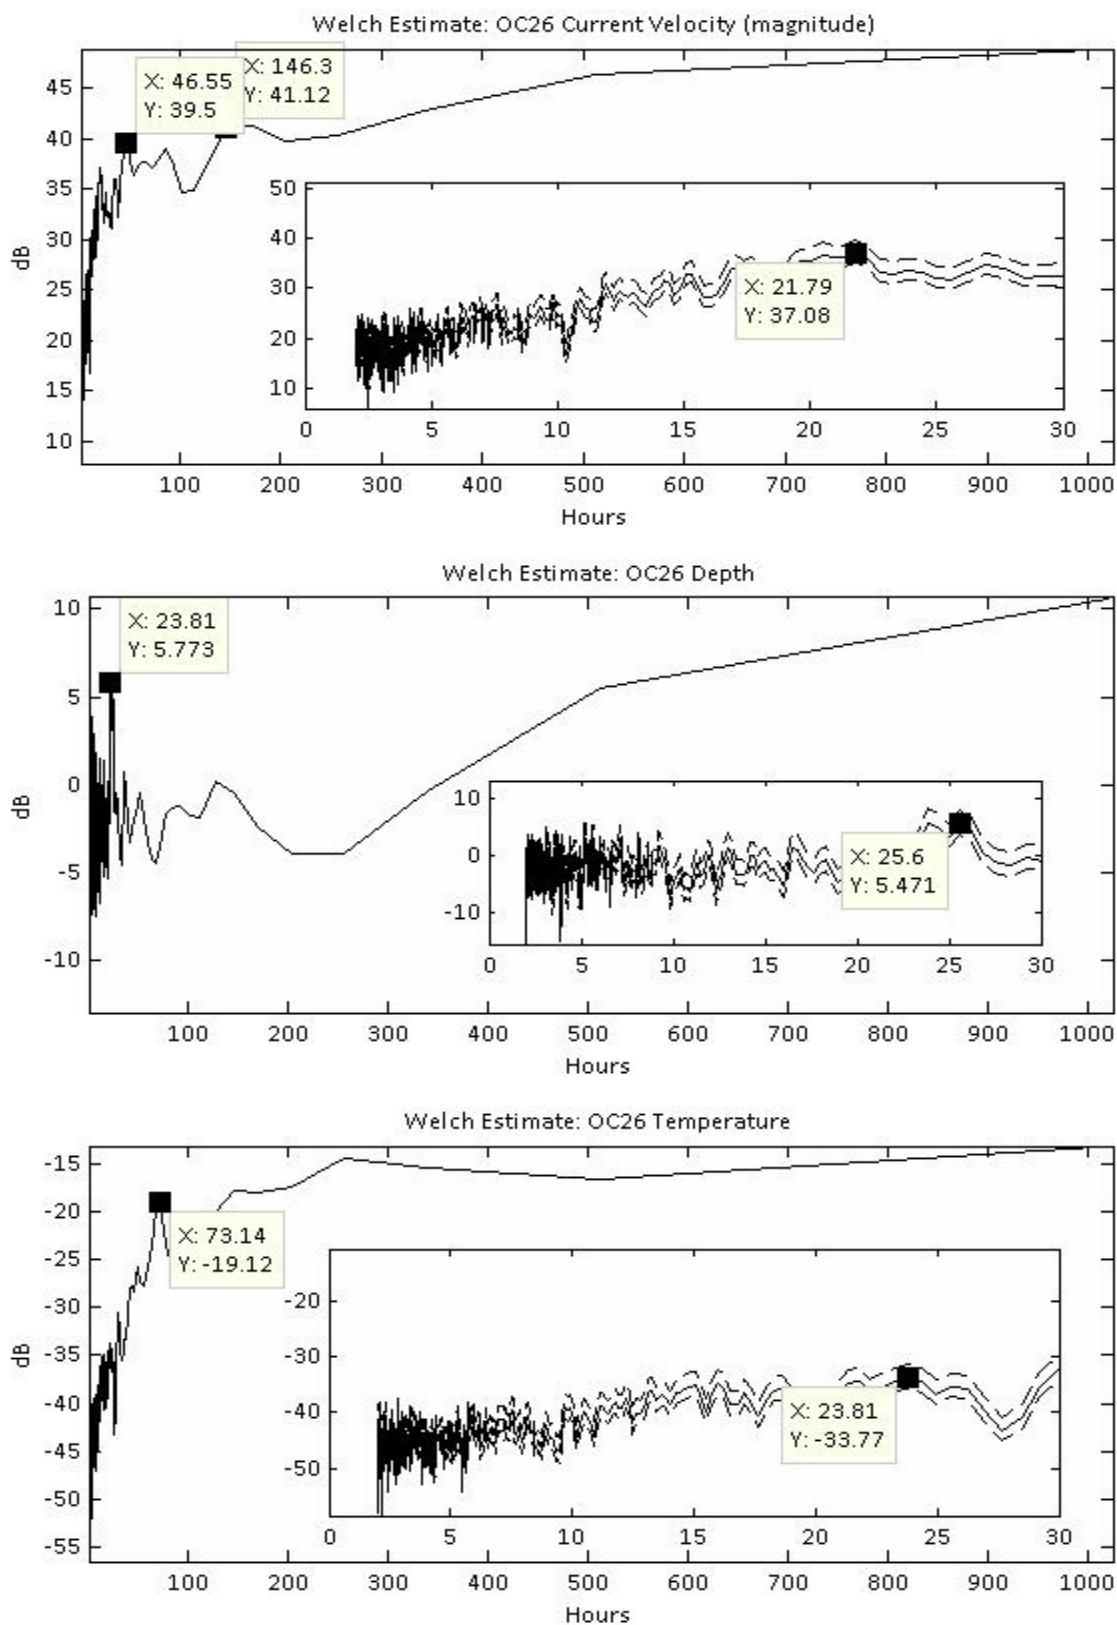 Welch Estimate: OC26 Current Velocity (magnitude)
X: 46.55
Y: 39.5
X: 146.3
Y: 41.12
45
40
35
30
25
20
15
10
dB
50
40
30
20
10
X: 21.79
Y: 37.08
0 5 10 15 20 25 30
100 200 300 400 500 600 700 800 900 1000
Hours
Welch Estimate: OC26 Depth
X: 23.81
Y: 5.773
10
5
0
-5
-10
dB
10
0
-10
X: 25.6
Y: 5.471
0 5 10 15 20 25 30
100 200 300 400 500 600 700 800 900 1000
Hours
Welch Estimate: OC26 Temperature
-15
-20
-25
-30
-35
-40
-45
-50
-55
dB
X: 73.14
Y: -19.12
-20
-30
-40
-50
X: 23.81
Y: -33.77
0 5 10 15 20 25 30
100 200 300 400 500 600 700 800 900 1000
Hours